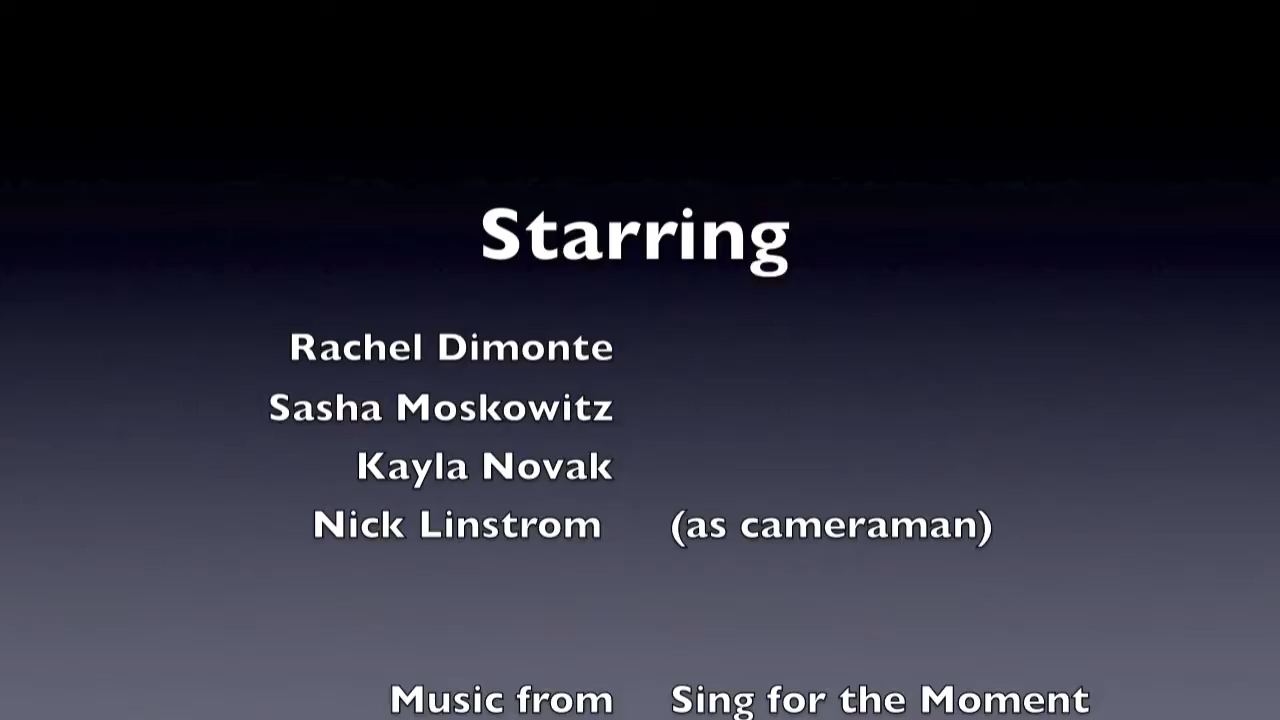 Starring
Rachel Dimonte
Sasha Moskowitz
Kayla Novak
Nick Linstrom (as cameraman)
Music from Sing for the Moment